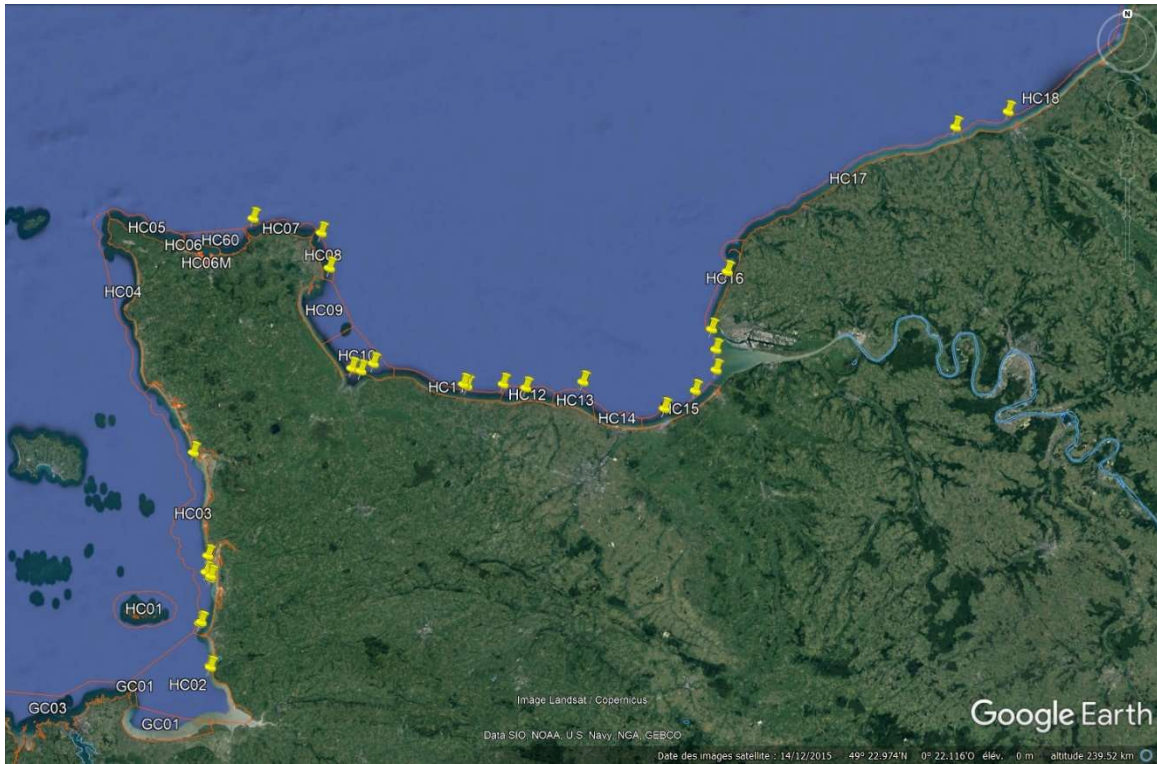 N
HC18
HC17
HC05
HC07
HC60
HC06
HC08
HC06M
HC16
HC04
HC09
HC10
HC1
HC12
HC13
HC15
HC14
HC03
HC01
GC01
HC02
GC03
GC01
Image Landsat / Copernicus
Google Earth
Data SIO, NOAA, U.S. Navy, NGA, GEBCO
Date des images satellite : 14/12/2015 49° 22.974'N 0° 22.116'O élév. 0 m altitude 239.52 km